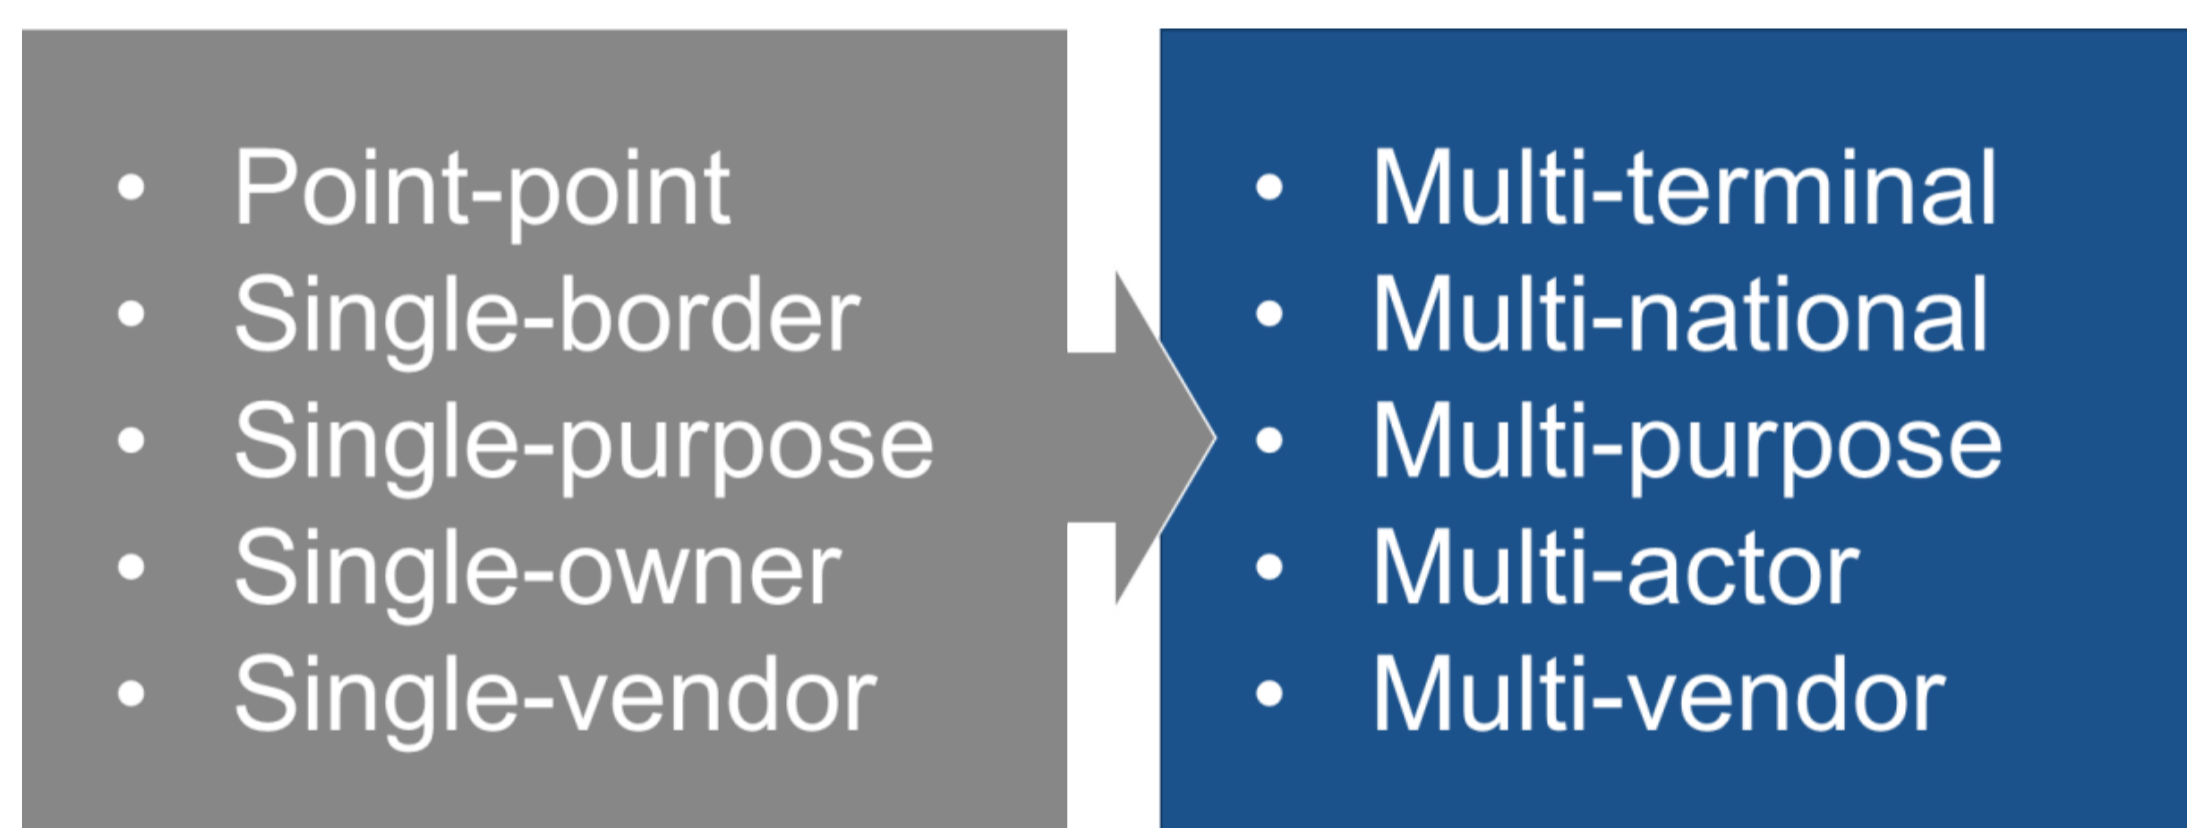 • Point-point
• Single-border
• Single-purpose
• Single-owner
• Single-vendor
• Multi-terminal
• Multi-national
• Multi-purpose
• Multi-actor
• Multi-vendor